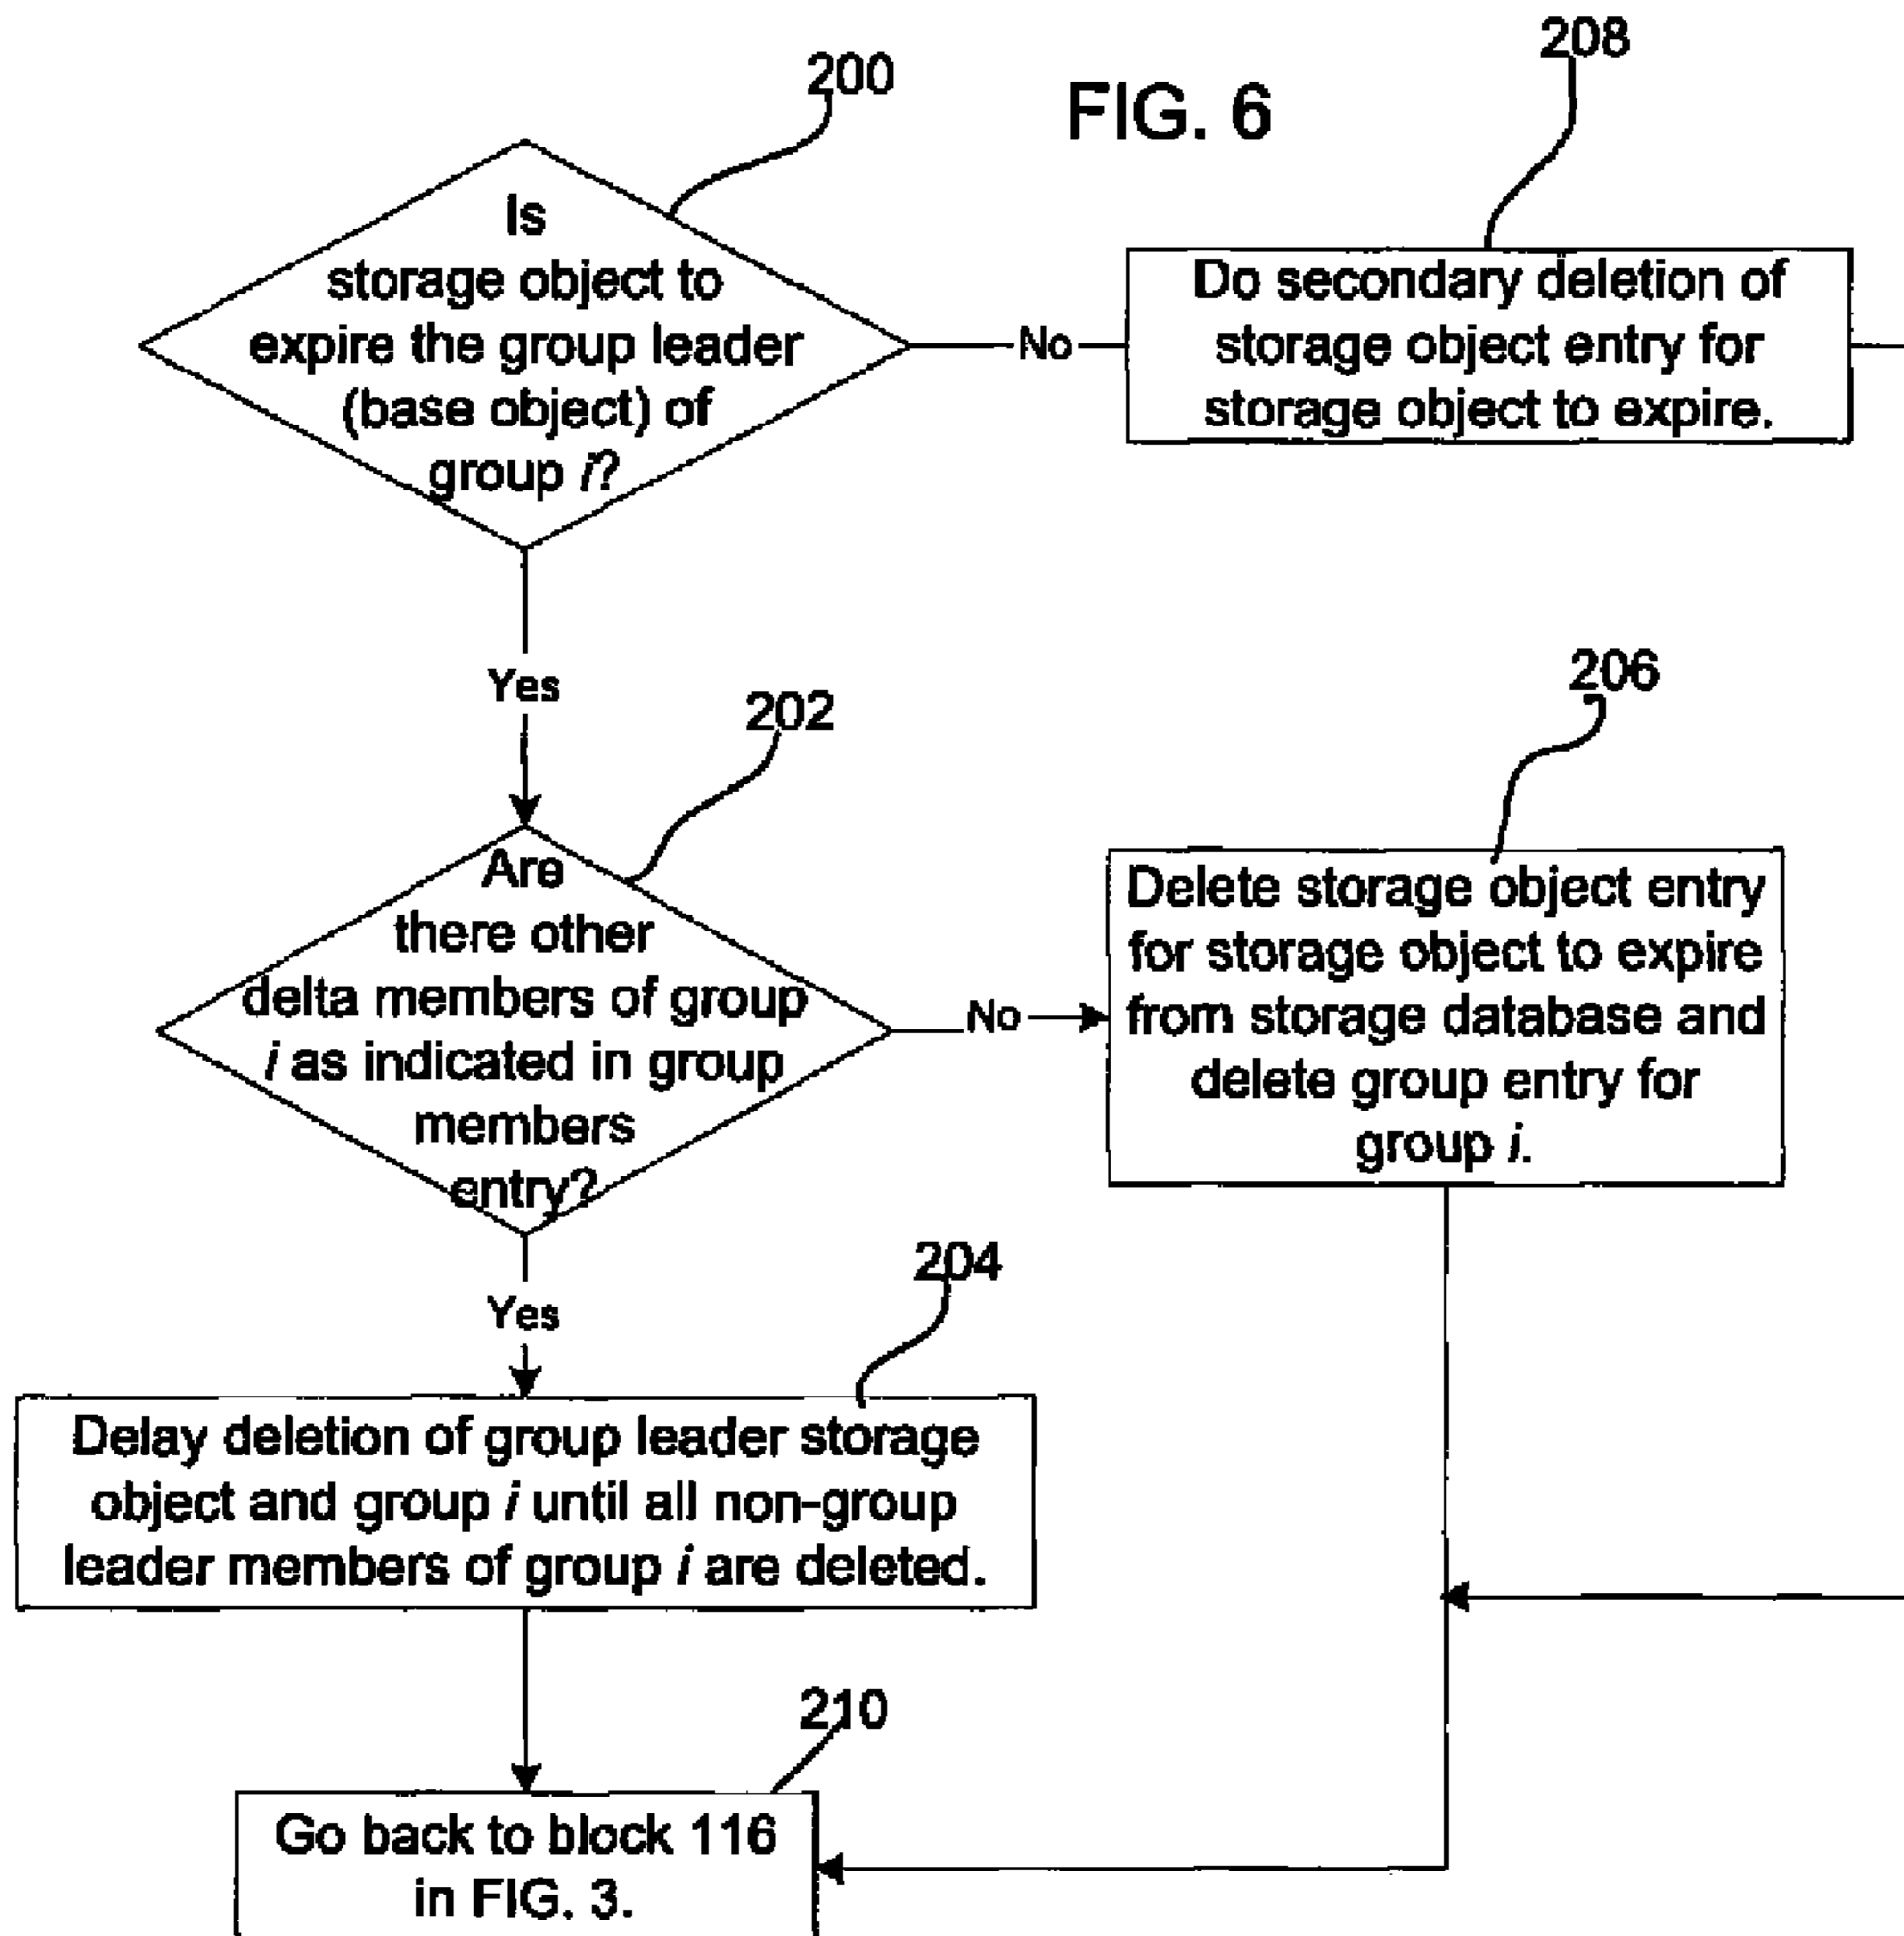 200
FIG. 6
208
Is
storage object to
expire the group leader
(base object) of
group i?
No
Do secondary deletion of
storage object entry for
storage object to expire.
Yes
202
206
Are
there other
delta members of group
i as indicated in group
members
entry?
No
Delete storage object entry
for storage object to expire
from storage database and
delete group entry for
group i.
Yes
204
Delay deletion of group leader storage
object and group i until all non-group
leader members of group i are deleted.
210
Go back to block 116
in FIG. 3.